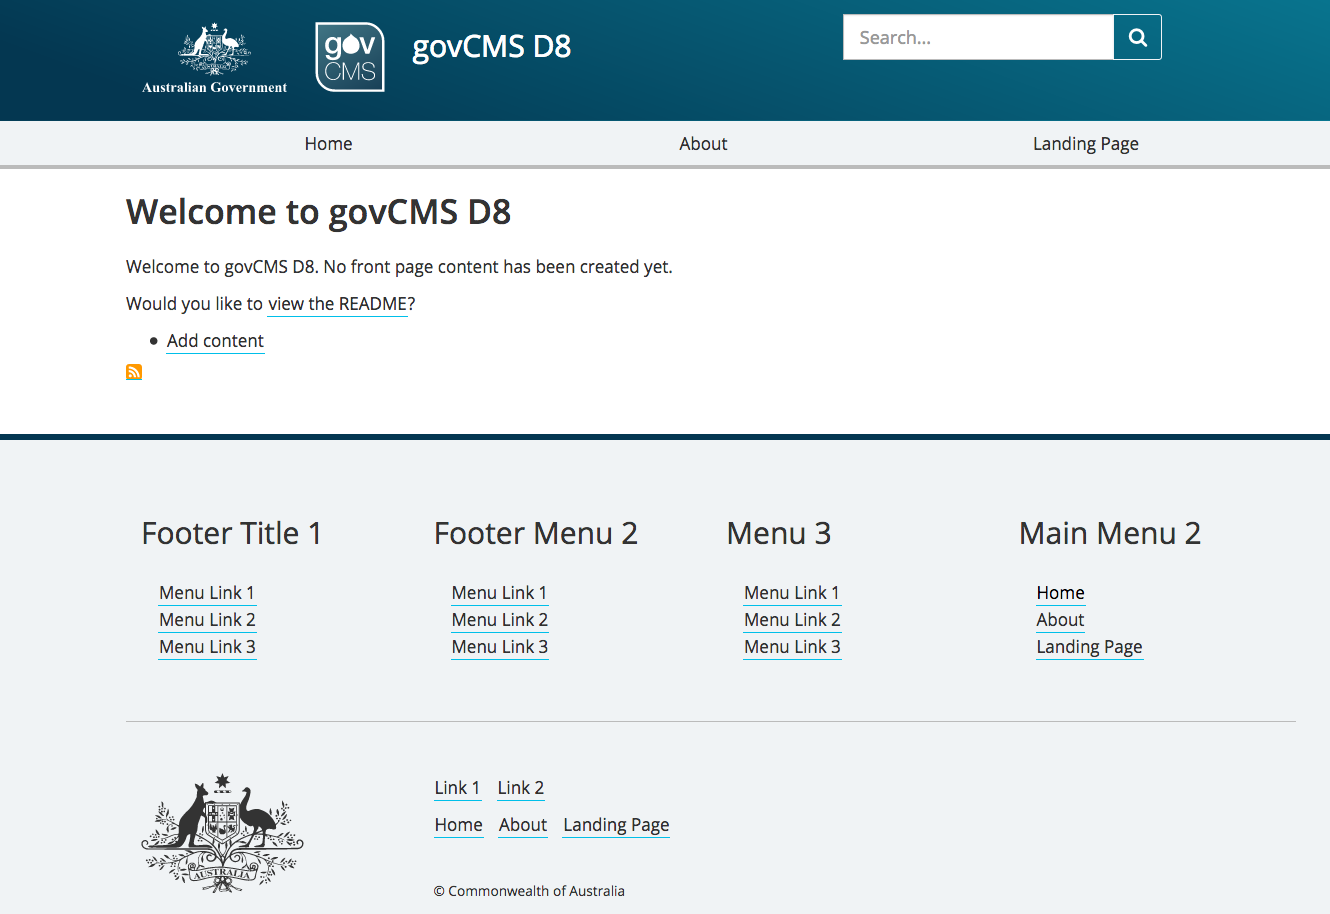 Australian Government
gov
CMS
govCMS D8
Search...
Home About Landing Page
Welcome to govCMS D8
Welcome to govCMS D8. No front page content has been created yet.
Would you like to view the README?
Add content
Footer Title 1
Menu Link 1
Menu Link 2
Menu Link 3
Footer Menu 2
Menu Link 1
Menu Link 2
Menu Link 3
Menu 3
Menu Link 1
Menu Link 2
Menu Link 3
Main Menu 2
Home
About
Landing Page
AUSTRALIA
Link 1 Link 2
Home About Landing Page
© Commonwealth of Australia